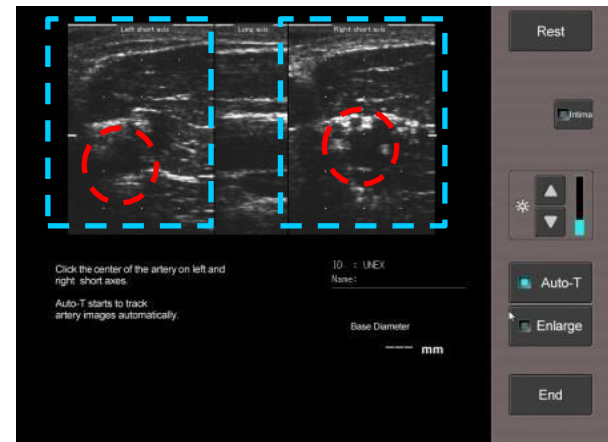 Left short axis Long axis Right short axis
Rest
Intima
Click the center of the artery on left and
right short axes.
Auto-T starts to track
artery images automatically.
ID : UNEX
Name:
Base Diameter
--- mm
Auto-T
Enlarge
End